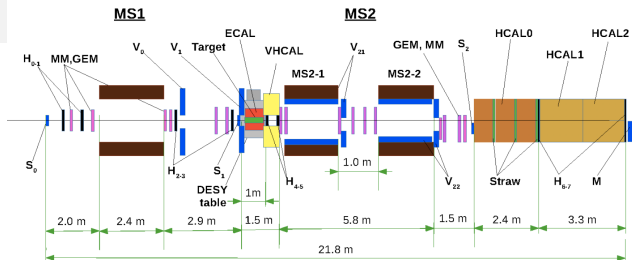 MS1
MS2
ECAL
HCAL0
HCAL2
HCAL1
V0
V1
Target
VHCAL
V21
GEM, MM
S2
H0-1
MM,GEM
MS2-1
MS2-2
S0
H2-3
S1
DESY
table
H4-5
1.0 m
V22
Straw
H6-7
M
1m
2.0 m
2.4 m
2.9 m
1.5 m
5.8 m
1.5 m
2.4 m
3.3 m
21.8 m